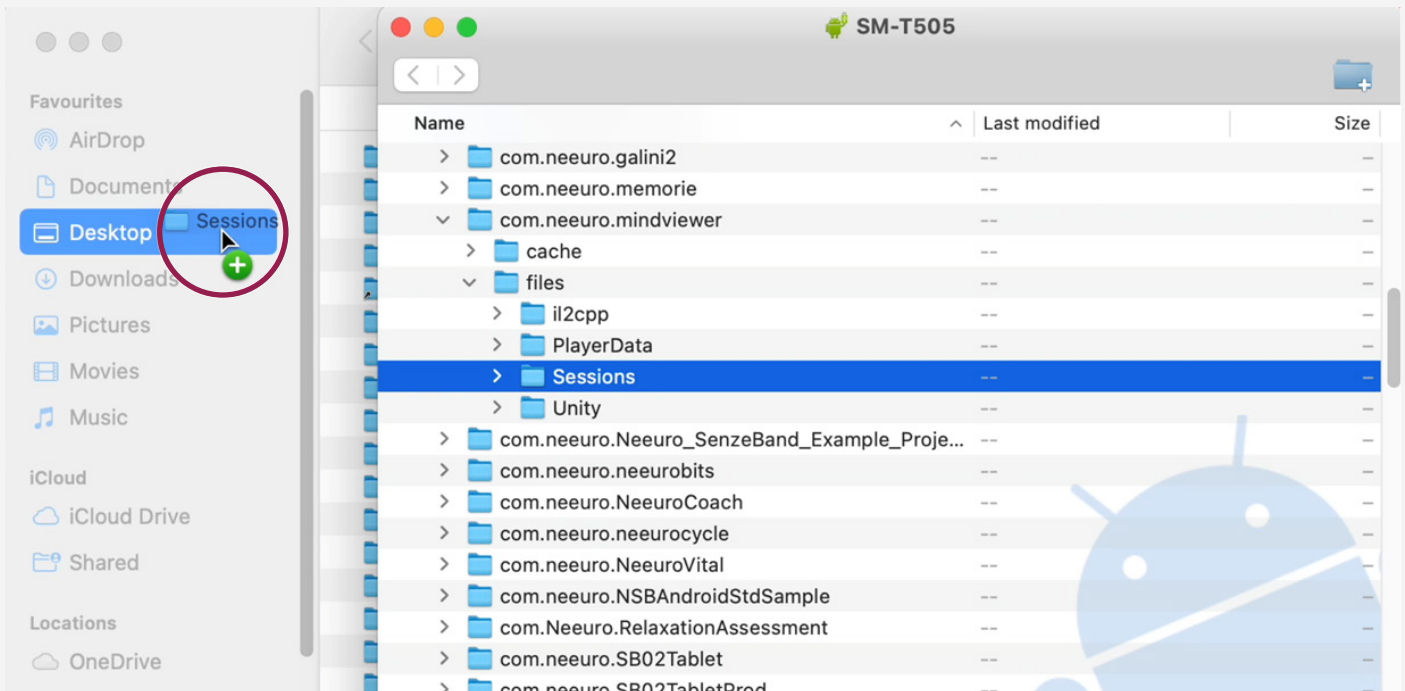 Favourites
AirDrop
Documents
Desktop
Sessions
Downloads
Pictures
Movies
Music
iCloud
iCloud Drive
Shared
Locations
OneDrive
SM-T505
Name Last modified Size
com.neeuro.galini2 -- --
com.neeuro.memorie -- --
com.neeuro.mindviewer -- --
cache -- --
files -- --
il2cpp -- --
PlayerData -- --
Sessions -- --
Unity -- --
com.neeuro.Neeuro_SenzeBand_Example_Proje... -- --
com.neeuro.neeurobits -- --
com.neeuro.NeeuroCoach -- --
com.neeuro.neeurocycle -- --
com.neeuro.NeeuroVital -- --
com.neeuro.NSBAndroidStdSample -- --
com.Neeuro.RelaxationAssessment -- --
com.neeuro.SB02Tablet -- --
com.neeuro.SB02TabletProd